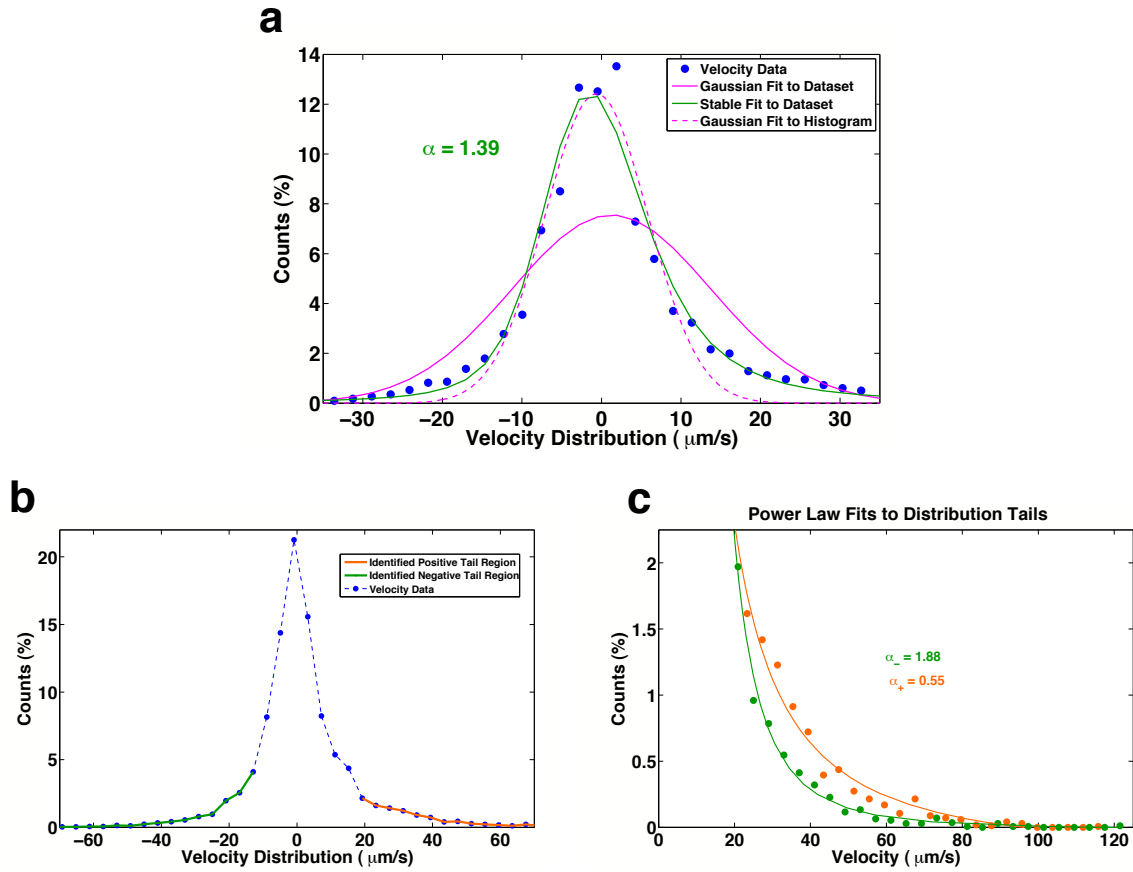 a
14
12
10
8
6
4
2
0
Counts (%)
Velocity Data
Gaussian Fit to Dataset
Stable Fit to Dataset
Gaussian Fit to Histogram
α = 1.39
−30 −20 −10 0 10 20 30
Velocity Distribution ( μm/s)
b
20
15
10
5
0
Counts (%)
Identified Positive Tail Region
Identified Negative Tail Region
Velocity Data
−60 −40 −20 0 20 40 60
Velocity Distribution ( μm/s)
c
Power Law Fits to Distribution Tails
2
1.5
1
0.5
0
Counts (%)
α_ = 1.88
α+ = 0.55
0 20 40 60 80 100 120
Velocity ( μm/s)